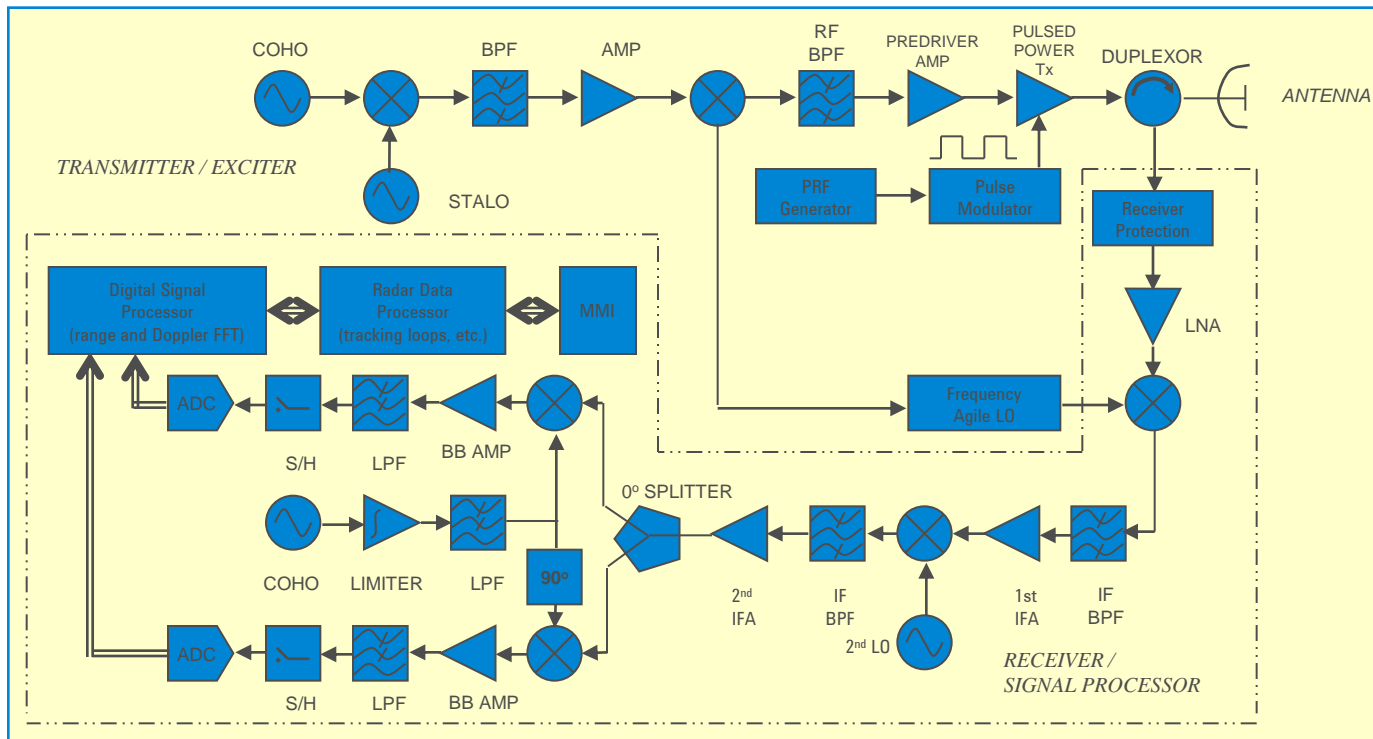 COHO
BPF
AMP
RF
BPF
PREDRIVER
AMP
PULSED
POWER
Tx
DUPLEXOR
ANTENNA
TRANSMITTER / EXCITER
STALO
PRF
Generator
Pulse
Modulator
Receiver
Protection
Digital Signal
Processor
(range and Doppler FFT)
Radar Data
Processor
(tracking loops, etc.)
MMI
LNA
ADC
S/H
LPF
BB AMP
Frequency
Agile LO
0º SPLITTER
COHO
LIMITER
LPF
90º
2nd
IFA
IF
BPF
2nd LO
1st
IFA
IF
BPF
ADC
S/H
LPF
BB AMP
RECEIVER /
SIGNAL PROCESSOR